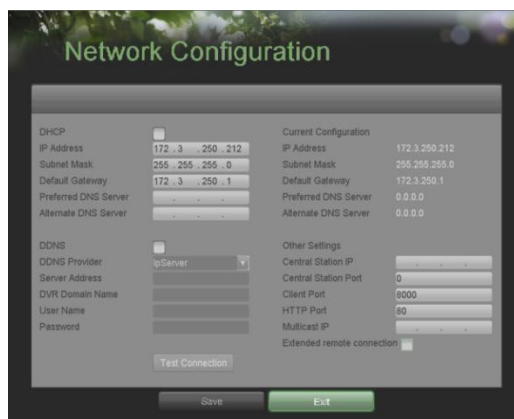 Network Configuration
DHCP
IP Address 172 . 3 . 250 . 212
Subnet Mask 255 . 255 . 255 . 0
Default Gateway 172 . 3 . 250 . 1
Preferred DNS Server . . .
Alternate DNS Server . . .
DDNS
DDNS Provider IpServer
Server Address
DVR Domain Name
User Name
Password
Test Connection
Current Configuration
IP Address 172.3.250.212
Subnet Mask 255.255.255.0
Default Gateway 172.3.250.1
Preferred DNS Server 0.0.0.0
Alternate DNS Server 0.0.0.0
Other Settings
Central Station IP . . .
Central Station Port 0
Client Port 8000
HTTP Port 80
Multicast IP . . .
Extended remote connection
Save Exit